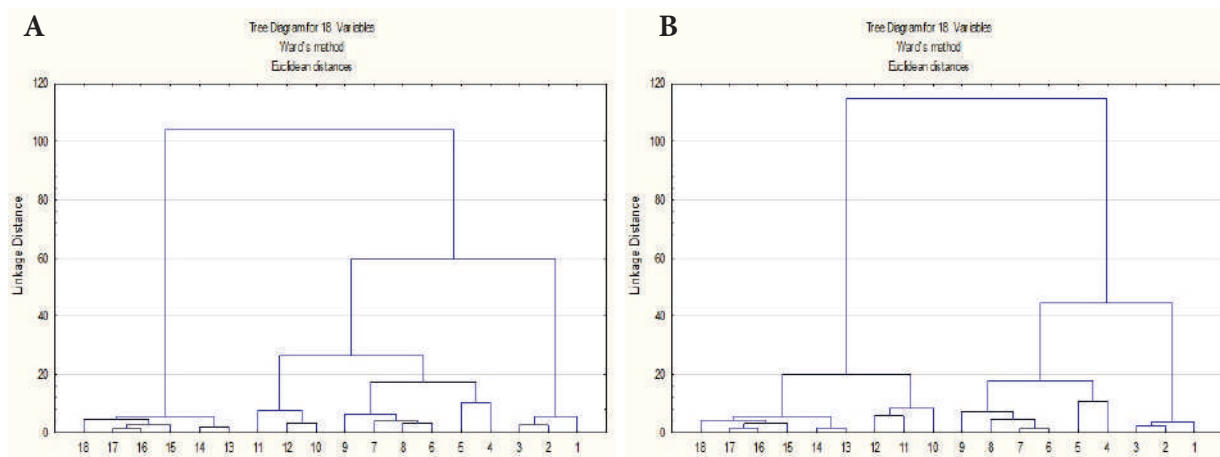 A
Tree Diagram for 18 Variables
Ward's mathod
Euclidean distances
Linkage Distance
120
100
80
60
40
20
0
18 17 16 15 14 13 11 12 10 9 7 8 6 5 4 3 2 1
B
Tree Diagram for 18 Variables
Ward's mathod
Euclidean distances
Linkage Distance
120
100
80
60
40
20
0
18 17 16 15 14 13 12 11 10 9 8 7 6 5 4 3 2 1